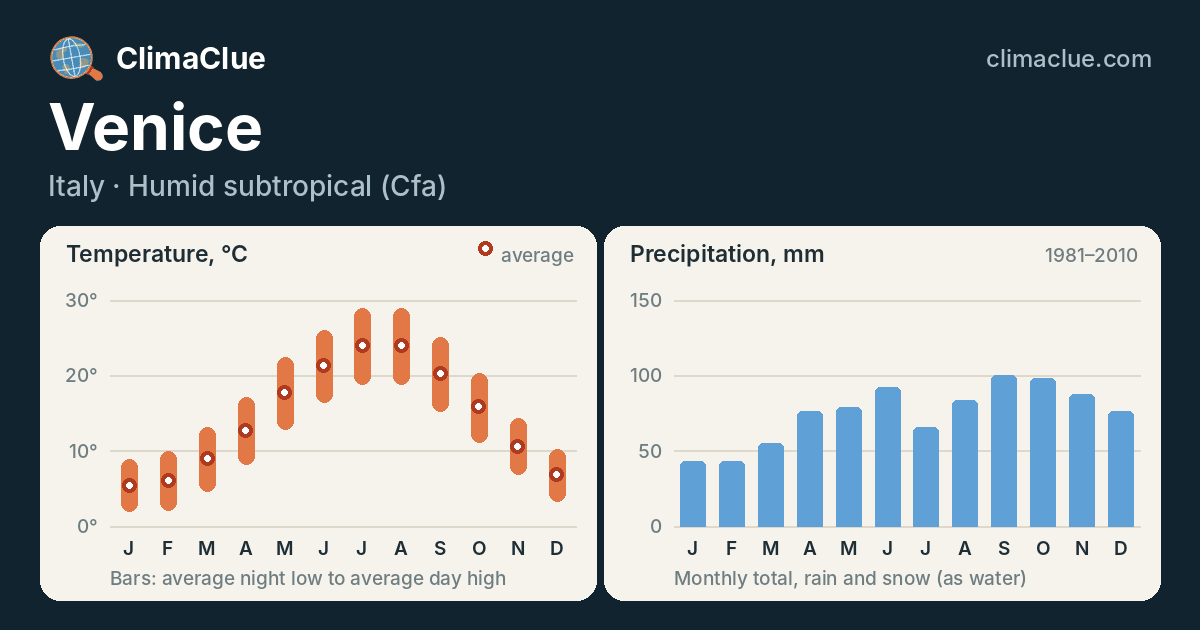 ClimaClue
climaclue.com
Venice
Italy · Humid subtropical (Cfa)
Temperature, °C
average
30°
20°
10°
0°
J F M A M J J A S O N D
Bars: average night low to average day high
Precipitation, mm
1981–2010
150
100
50
0
J F M A M J J A S O N D
Monthly total, rain and snow (as water)